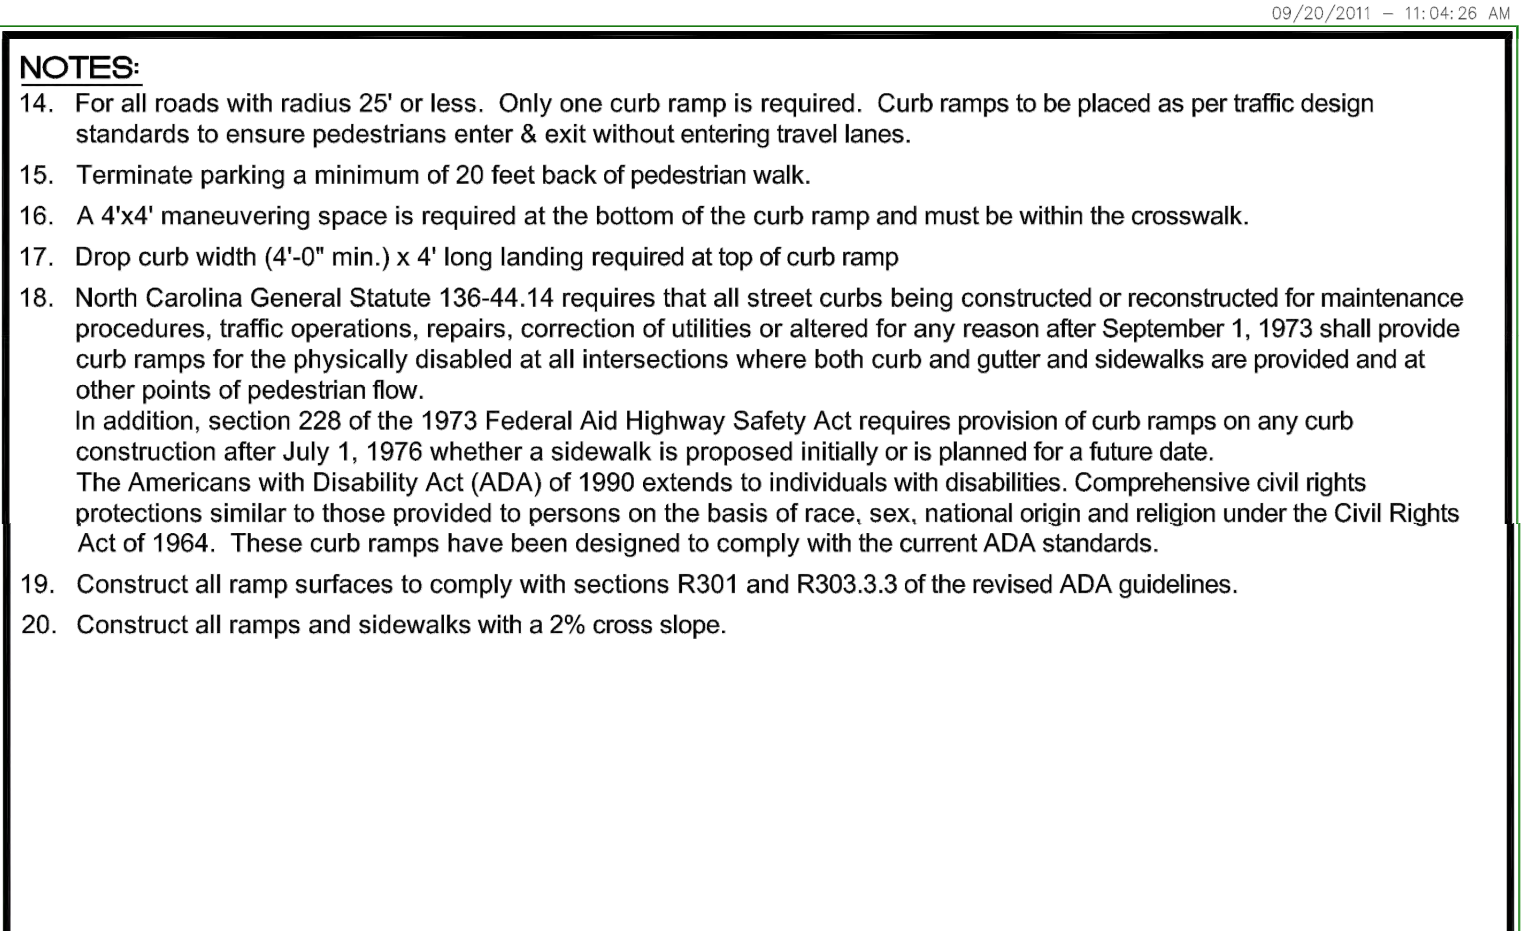 09/20/2011 - 11:04:26 AM
NOTES:
14. For all roads with radius 25' or less. Only one curb ramp is required. Curb ramps to be placed as per traffic design
standards to ensure pedestrians enter & exit without entering travel lanes.
15. Terminate parking a minimum of 20 feet back of pedestrian walk.
16. A 4'x4' maneuvering space is required at the bottom of the curb ramp and must be within the crosswalk.
17. Drop curb width (4'-0" min.) x 4' long landing required at top of curb ramp
18. North Carolina General Statute 136-44.14 requires that all street curbs being constructed or reconstructed for maintenance
procedures, traffic operations, repairs, correction of utilities or altered for any reason after September 1, 1973 shall provide
curb ramps for the physically disabled at all intersections where both curb and gutter and sidewalks are provided and at
other points of pedestrian flow.
In addition, section 228 of the 1973 Federal Aid Highway Safety Act requires provision of curb ramps on any curb
construction after July 1, 1976 whether a sidewalk is proposed initially or is planned for a future date.
The Americans with Disability Act (ADA) of 1990 extends to individuals with disabilities. Comprehensive civil rights
protections similar to those provided to persons on the basis of race, sex, national origin and religion under the Civil Rights
Act of 1964. These curb ramps have been designed to comply with the current ADA standards.
19. Construct all ramp surfaces to comply with sections R301 and R303.3.3 of the revised ADA guidelines.
20. Construct all ramps and sidewalks with a 2% cross slope.